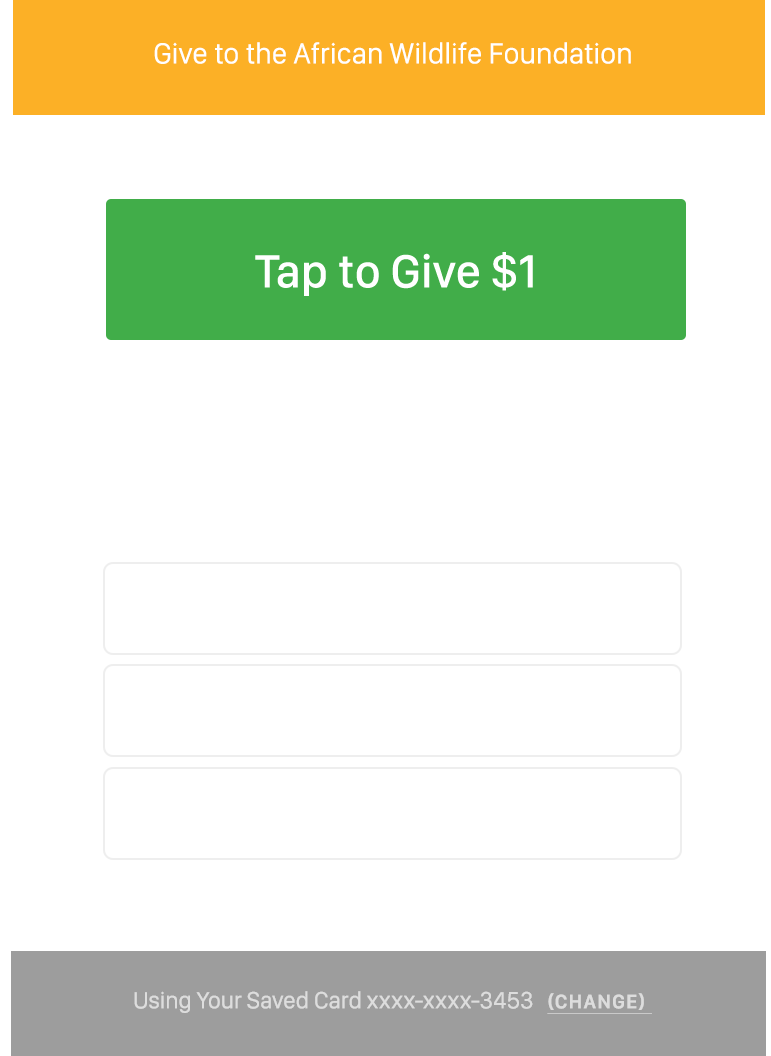 Give to the African Wildlife Foundation
Tap to Give $1
Using Your Saved Card xxxx-xxxx-3453 (CHANGE)